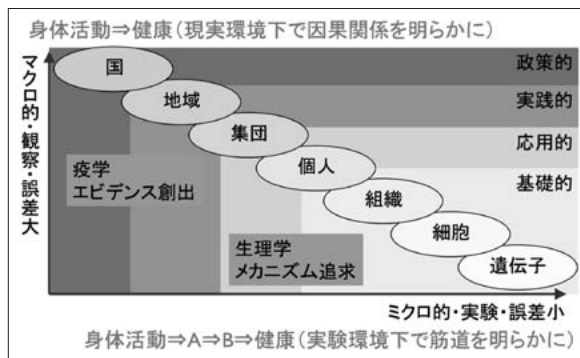 身体活動⇒健康(現実環境下で因果関係を明らかに)
マクロ的・観察・誤差大
国
政策的
地域
実践的
集団
応用的
疫学
エビデンス創出
個人
基礎的
組織
生理学
メカニズム追求
細胞
遺伝子
ミクロ的・実験・誤差小
身体活動⇒A⇒B⇒健康(実験環境下で筋道を明らかに)